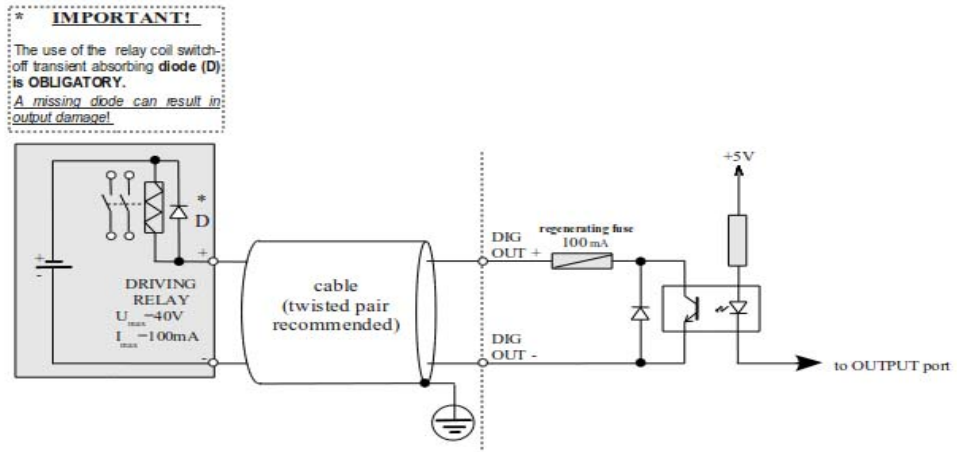 * IMPORTANT!
The use of the relay coil switch-
off transient absorbing diode (D)
is OBLIGATORY.
A missing diode can result in
output damage!
+5V
*
D
+
DIG
OUT +
regenerating fuse
100 mA
+
-
DRIVING
RELAY
Umax=40V
Imax=100mA
-
cable
(twisted pair
recommended)
DIG
OUT -
to OUTPUT port